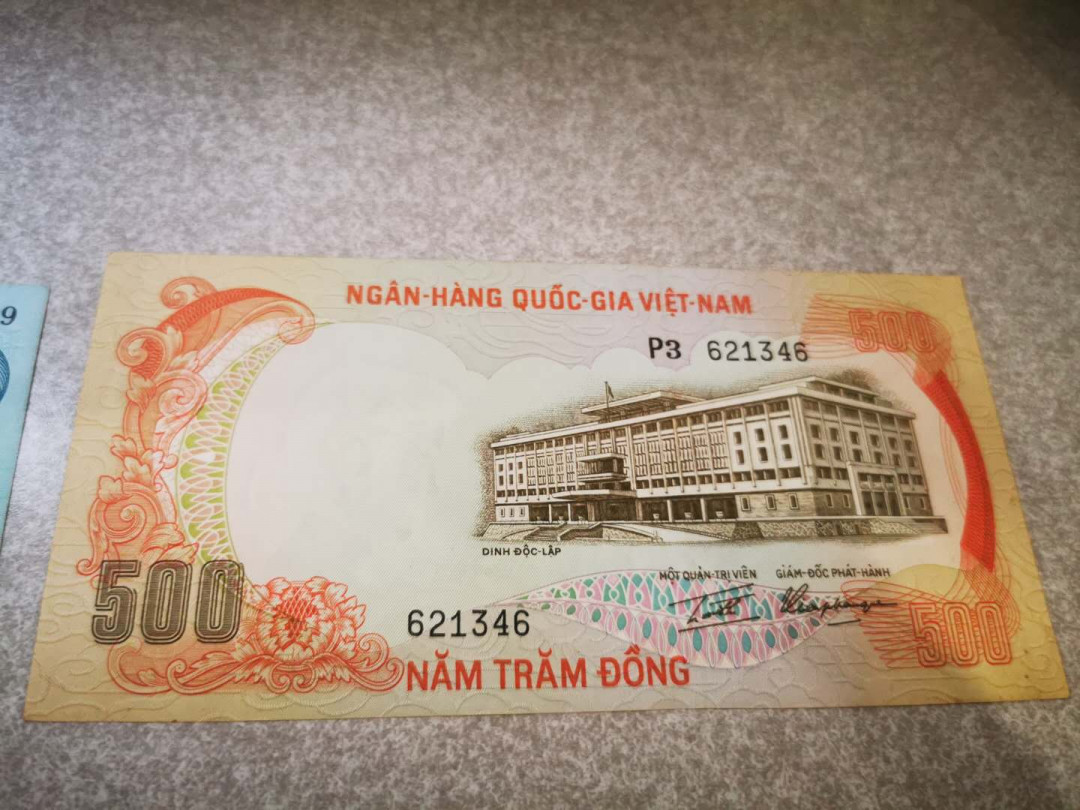 9
NGÂN-HÀNG QUỐC-GIA VIỆT-NAM
500
P3 621346
DINH ĐỘC-LẬP
MỘT QUẢN-TRỊ VIÊN GIÁM-ĐỐC PHÁT-HÀNH
500
621346
500
NĂM TRĂM ĐỒNG